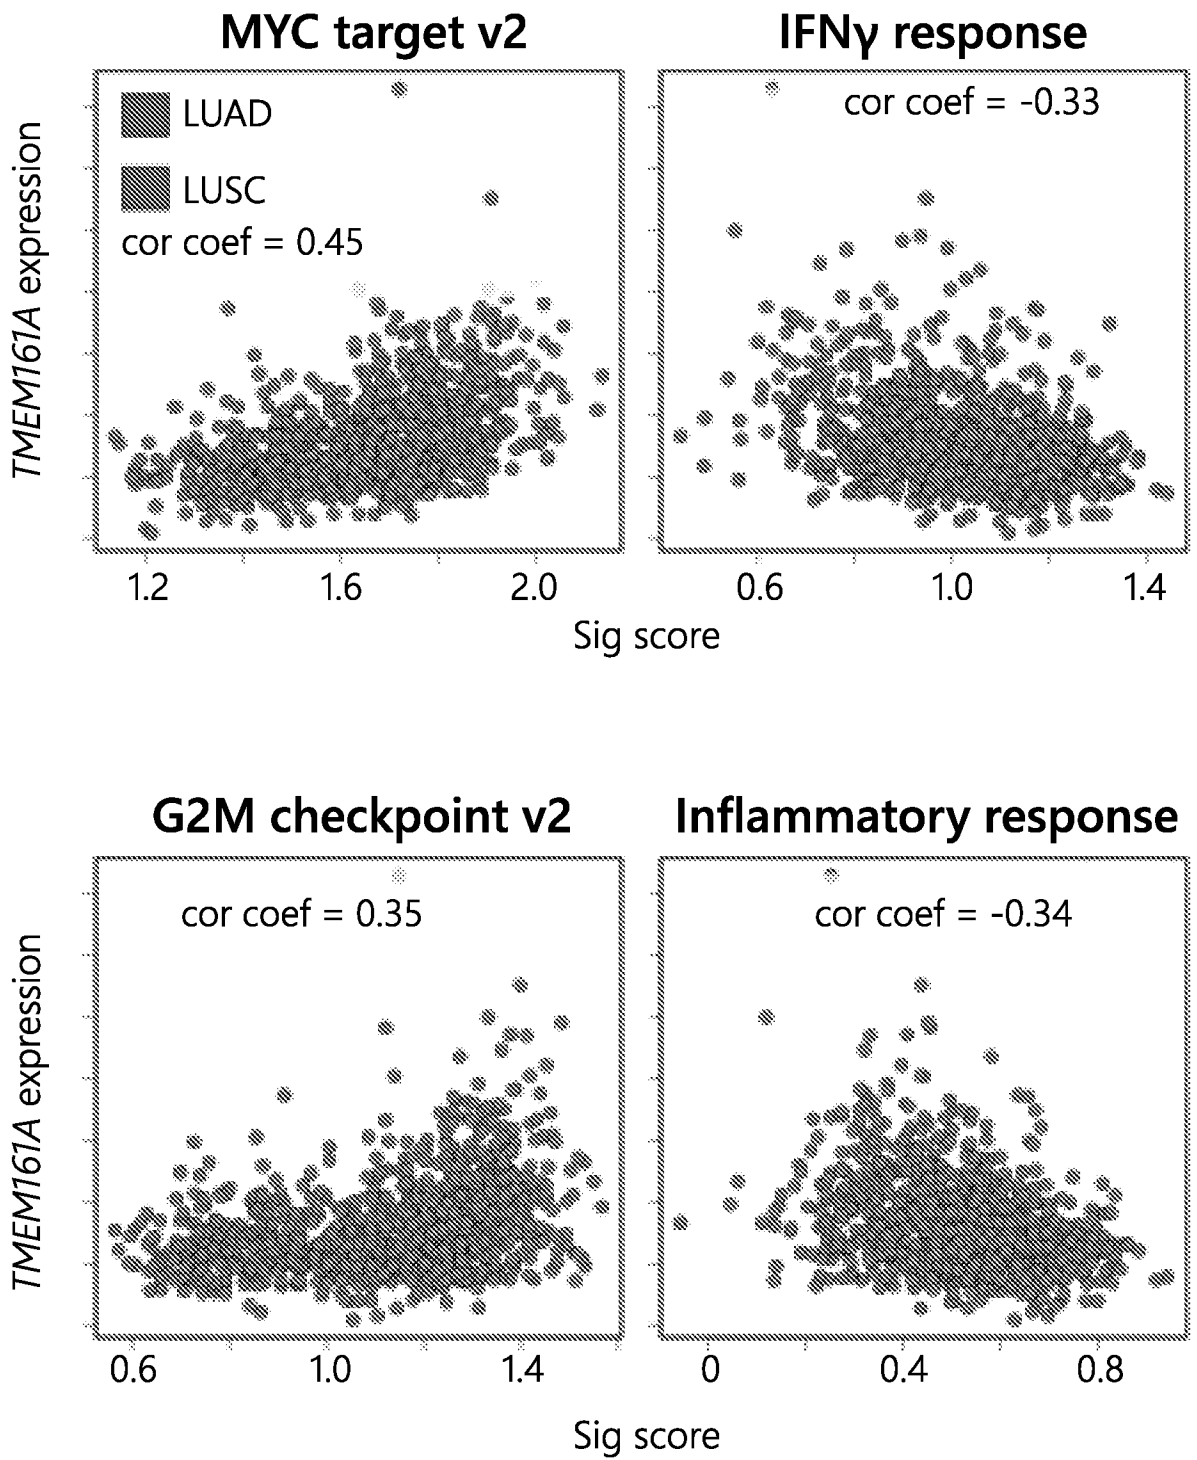 MYC target v2
IFNγ response
TMEM161A expression
LUAD
LUSC
cor coef = 0.45
cor coef = -0.33
1.2
1.6
2.0
0.6
1.0
1.4
Sig score
G2M checkpoint v2
Inflammatory response
TMEM161A expression
cor coef = 0.35
cor coef = -0.34
0.6
1.0
1.4
0
0.4
0.8
Sig score